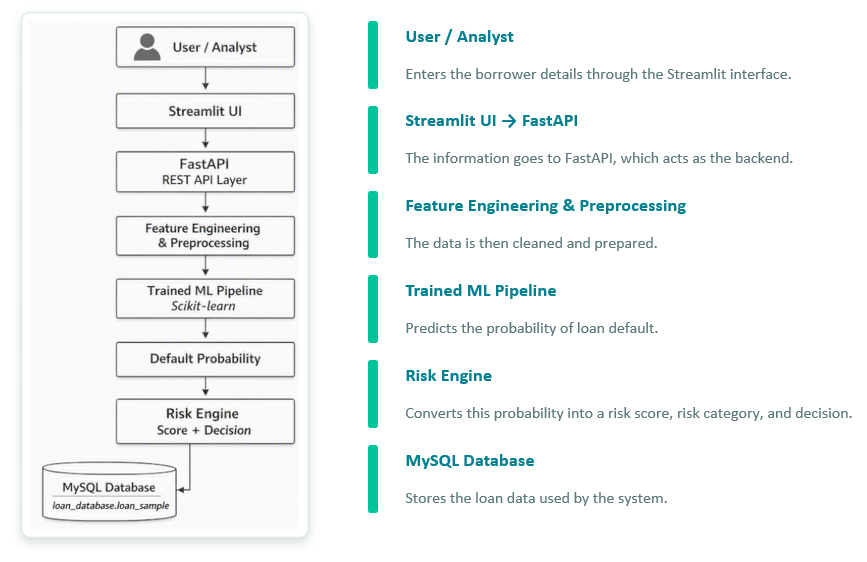 User / Analyst
Streamlit UI
FastAPI
REST API Layer
Feature Engineering
& Preprocessing
Trained ML Pipeline
Scikit-learn
Default Probability
Risk Engine
Score + Decision
MySQL Database
loan_database.loan_sample
User / Analyst
Enters the borrower details through the Streamlit interface.
Streamlit UI → FastAPI
The information goes to FastAPI, which acts as the backend.
Feature Engineering & Preprocessing
The data is then cleaned and prepared.
Trained ML Pipeline
Predicts the probability of loan default.
Risk Engine
Converts this probability into a risk score, risk category, and decision.
MySQL Database
Stores the loan data used by the system.